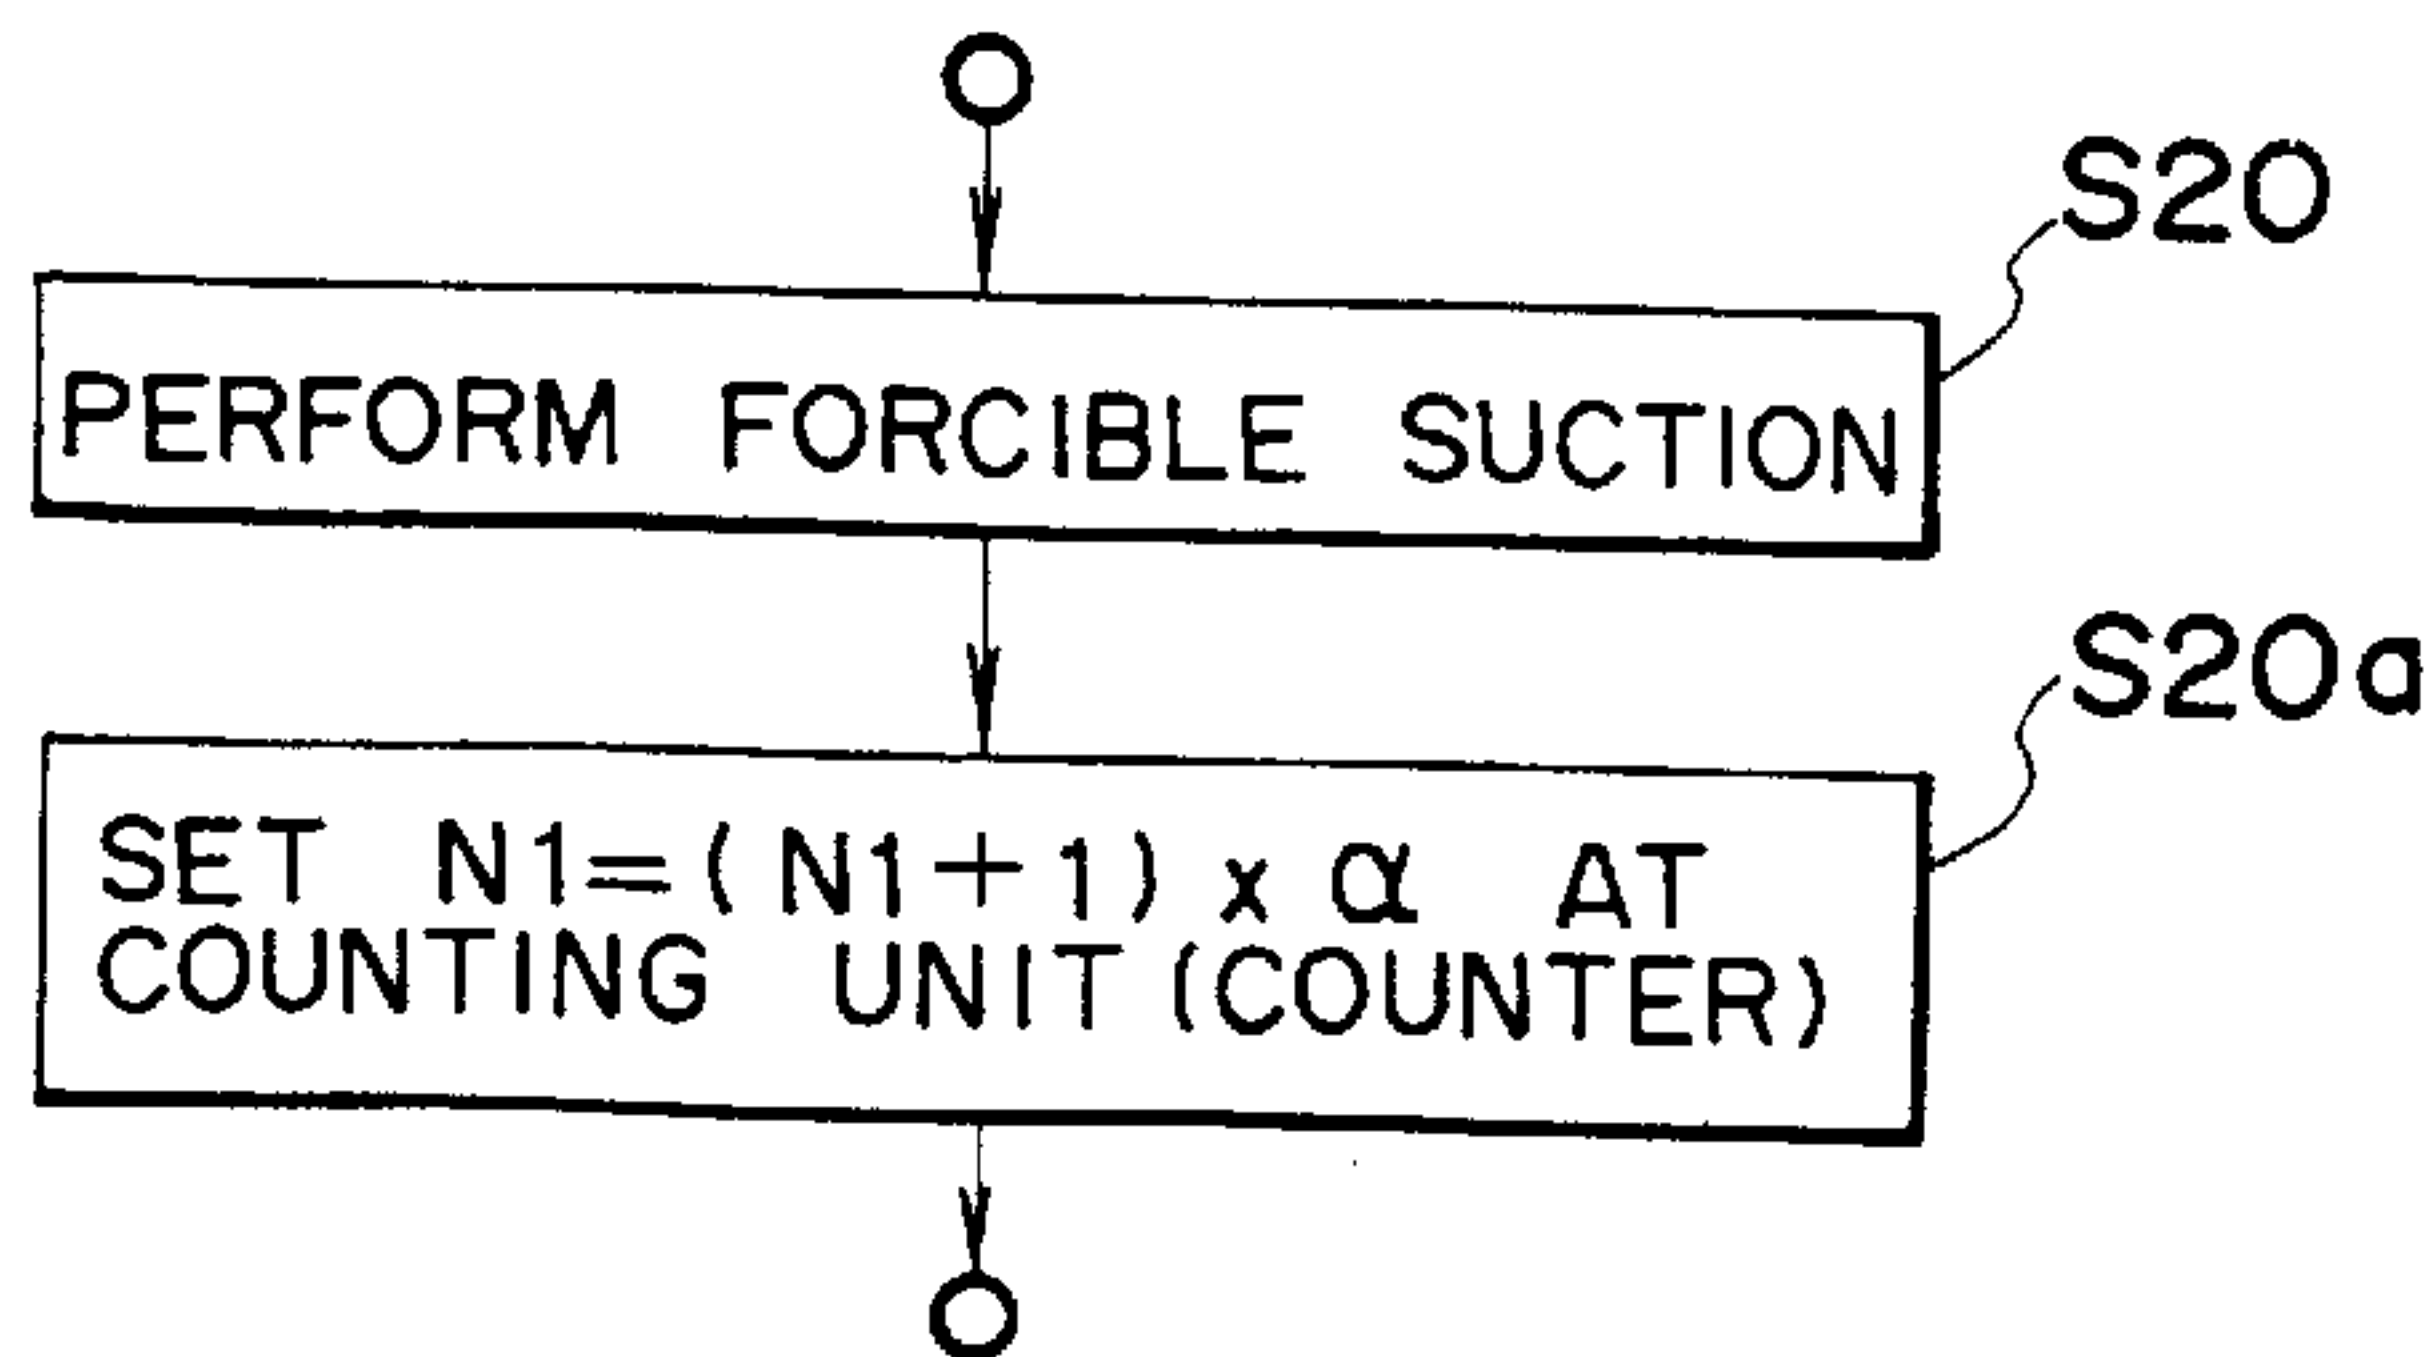 S20
PERFORM FORCIBLE SUCTION
S20a
SET N1=(N1+1)×α AT
COUNTING UNIT(COUNTER)